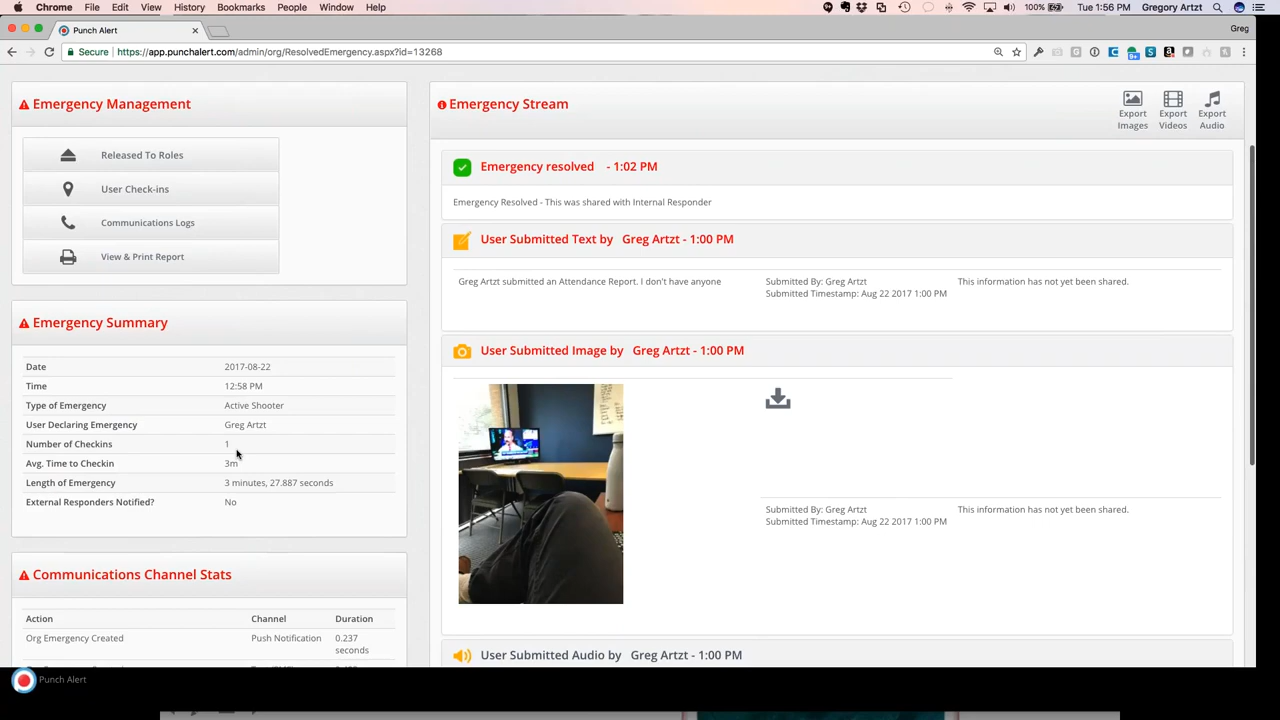 Chrome File Edit View History Bookmarks People Window Help 100% Tue 1:56 PM Gregory Artzt
Punch Alert Greg
Secure https://app.punchalert.com/admin/org/ResolvedEmergency.aspx?id=13268
Emergency Management
Released To Roles
User Check-ins
Communications Logs
View & Print Report
Emergency Summary
Date 2017-08-22
Time 12:58 PM
Type of Emergency Active Shooter
User Declaring Emergency Greg Artzt
Number of Checkins 1
Avg. Time to Checkin 3m
Length of Emergency 3 minutes, 27.887 seconds
External Responders Notified? No
Communications Channel Stats
Action Channel Duration
Org Emergency Created Push Notification 0.237
seconds
Emergency Stream
Export
Images
Export
Videos
Export
Audio
Emergency resolved - 1:02 PM
Emergency Resolved - This was shared with Internal Responder
User Submitted Text by Greg Artzt - 1:00 PM
Greg Artzt submitted an Attendance Report. I don't have anyone
Submitted By: Greg Artzt
Submitted Timestamp: Aug 22 2017 1:00 PM
This information has not yet been shared.
User Submitted Image by Greg Artzt - 1:00 PM
Submitted By: Greg Artzt
Submitted Timestamp: Aug 22 2017 1:00 PM
This information has not yet been shared.
User Submitted Audio by Greg Artzt - 1:00 PM
Punch Alert